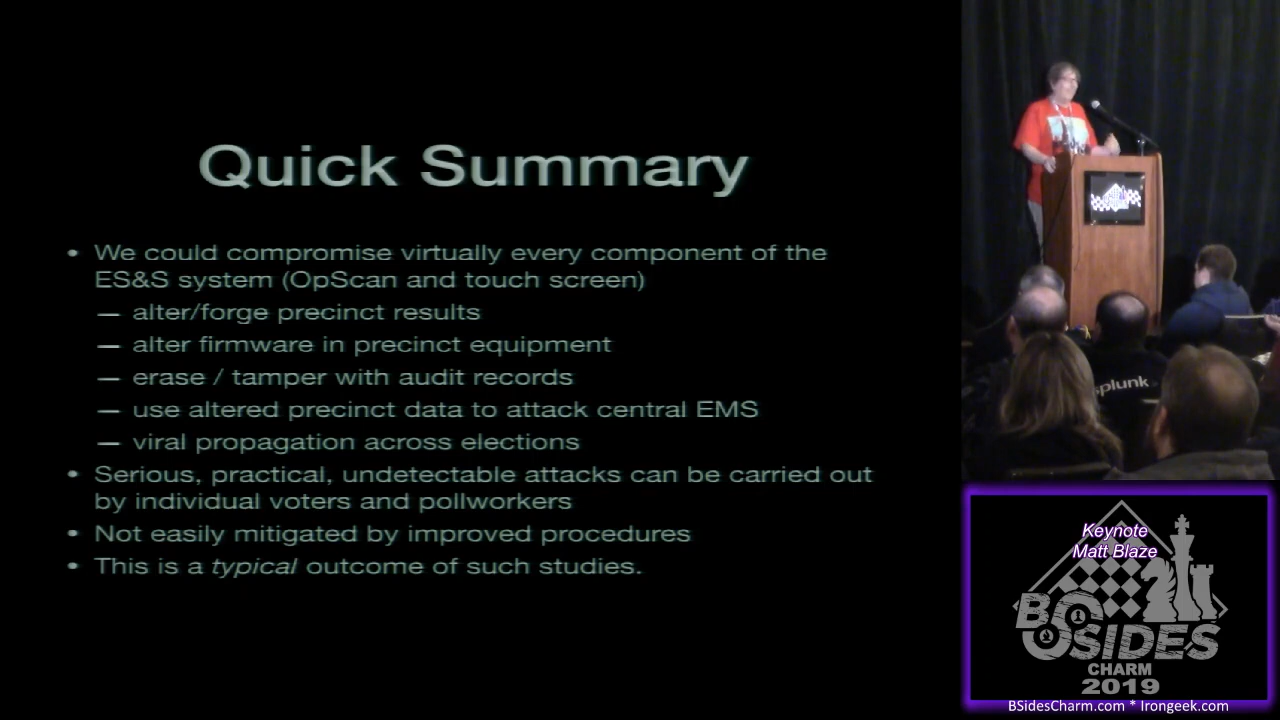 Quick Summary
• We could compromise virtually every component of the
ES&S system (OpScan and touch screen)
— alter/forge precinct results
— alter firmware in precinct equipment
— erase / tamper with audit records
— use altered precinct data to attack central EMS
— viral propagation across elections
• Serious, practical, undetectable attacks can be carried out
by individual voters and pollworkers
• Not easily mitigated by improved procedures
• This is a typical outcome of such studies.
splunk>
Keynote
Matt Blaze
BSIDES
CHARM
2019
BSidesCharm.com * Irongeek.com